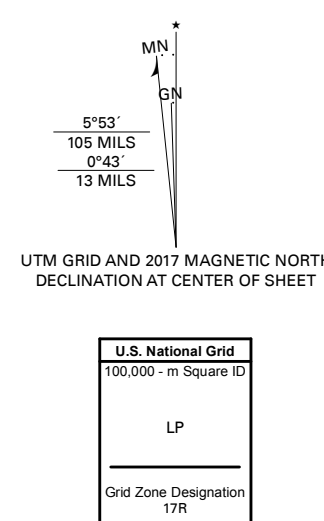 ★
MN
GN
5°53´
105 MILS
0°43´
13 MILS
UTM GRID AND 2017 MAGNETIC NORTH
DECLINATION AT CENTER OF SHEET
U.S. National Grid
100,000 - m Square ID
LP
Grid Zone Designation
17R